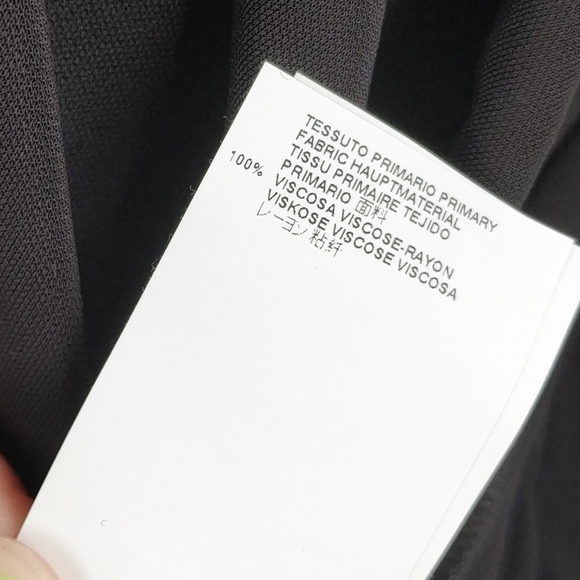 TESSUTO PRIMARIO PRIMARY
FABRIC HAUPTMATERIAL
TISSU PRIMAIRE TEJIDO
PRIMARIO 面料
100% VISCOSA VISCOSE-RAYON
VISKOSE VISCOSE VISCOSA
レーヨン 粘纤